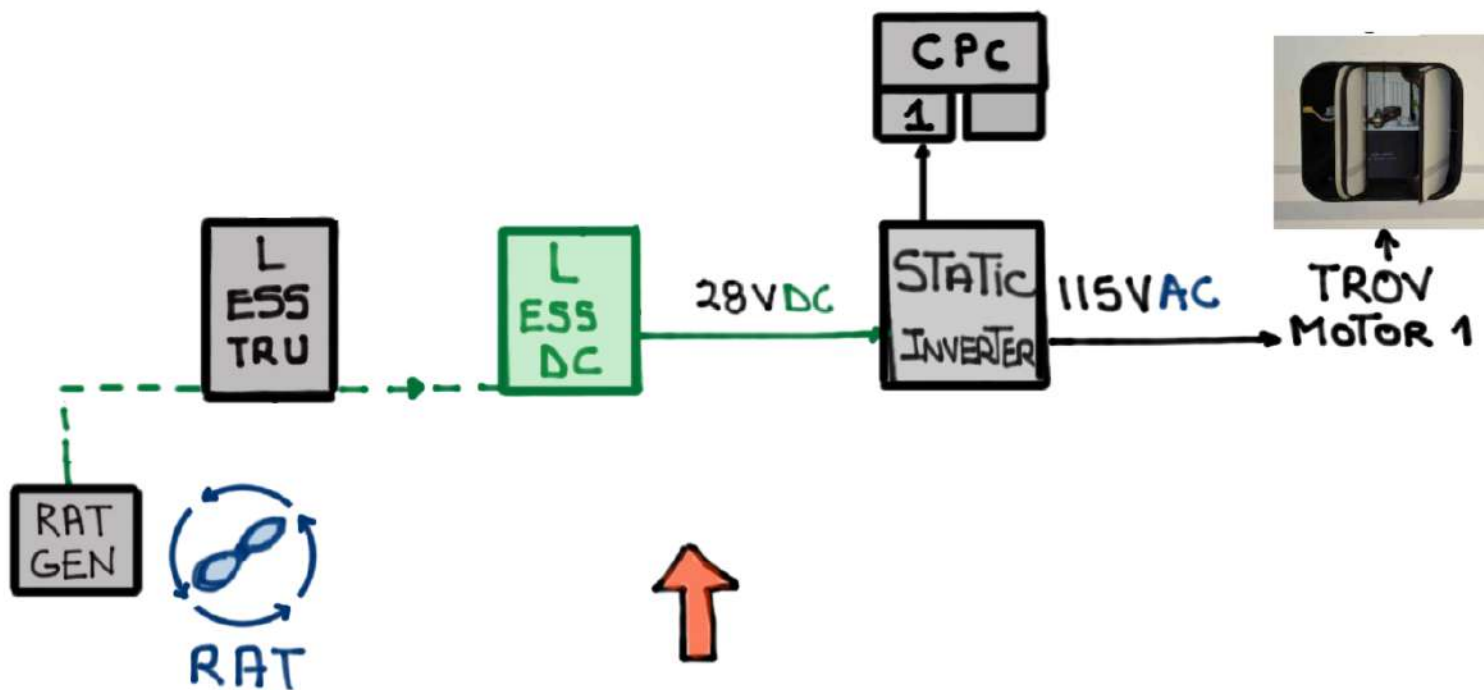 CPC
1
L
ESS
TRU
L
ESS
DC
28VDC
STATIC
INVERTER
115VAC
TROV
MOTOR 1
RAT
GEN
RAT